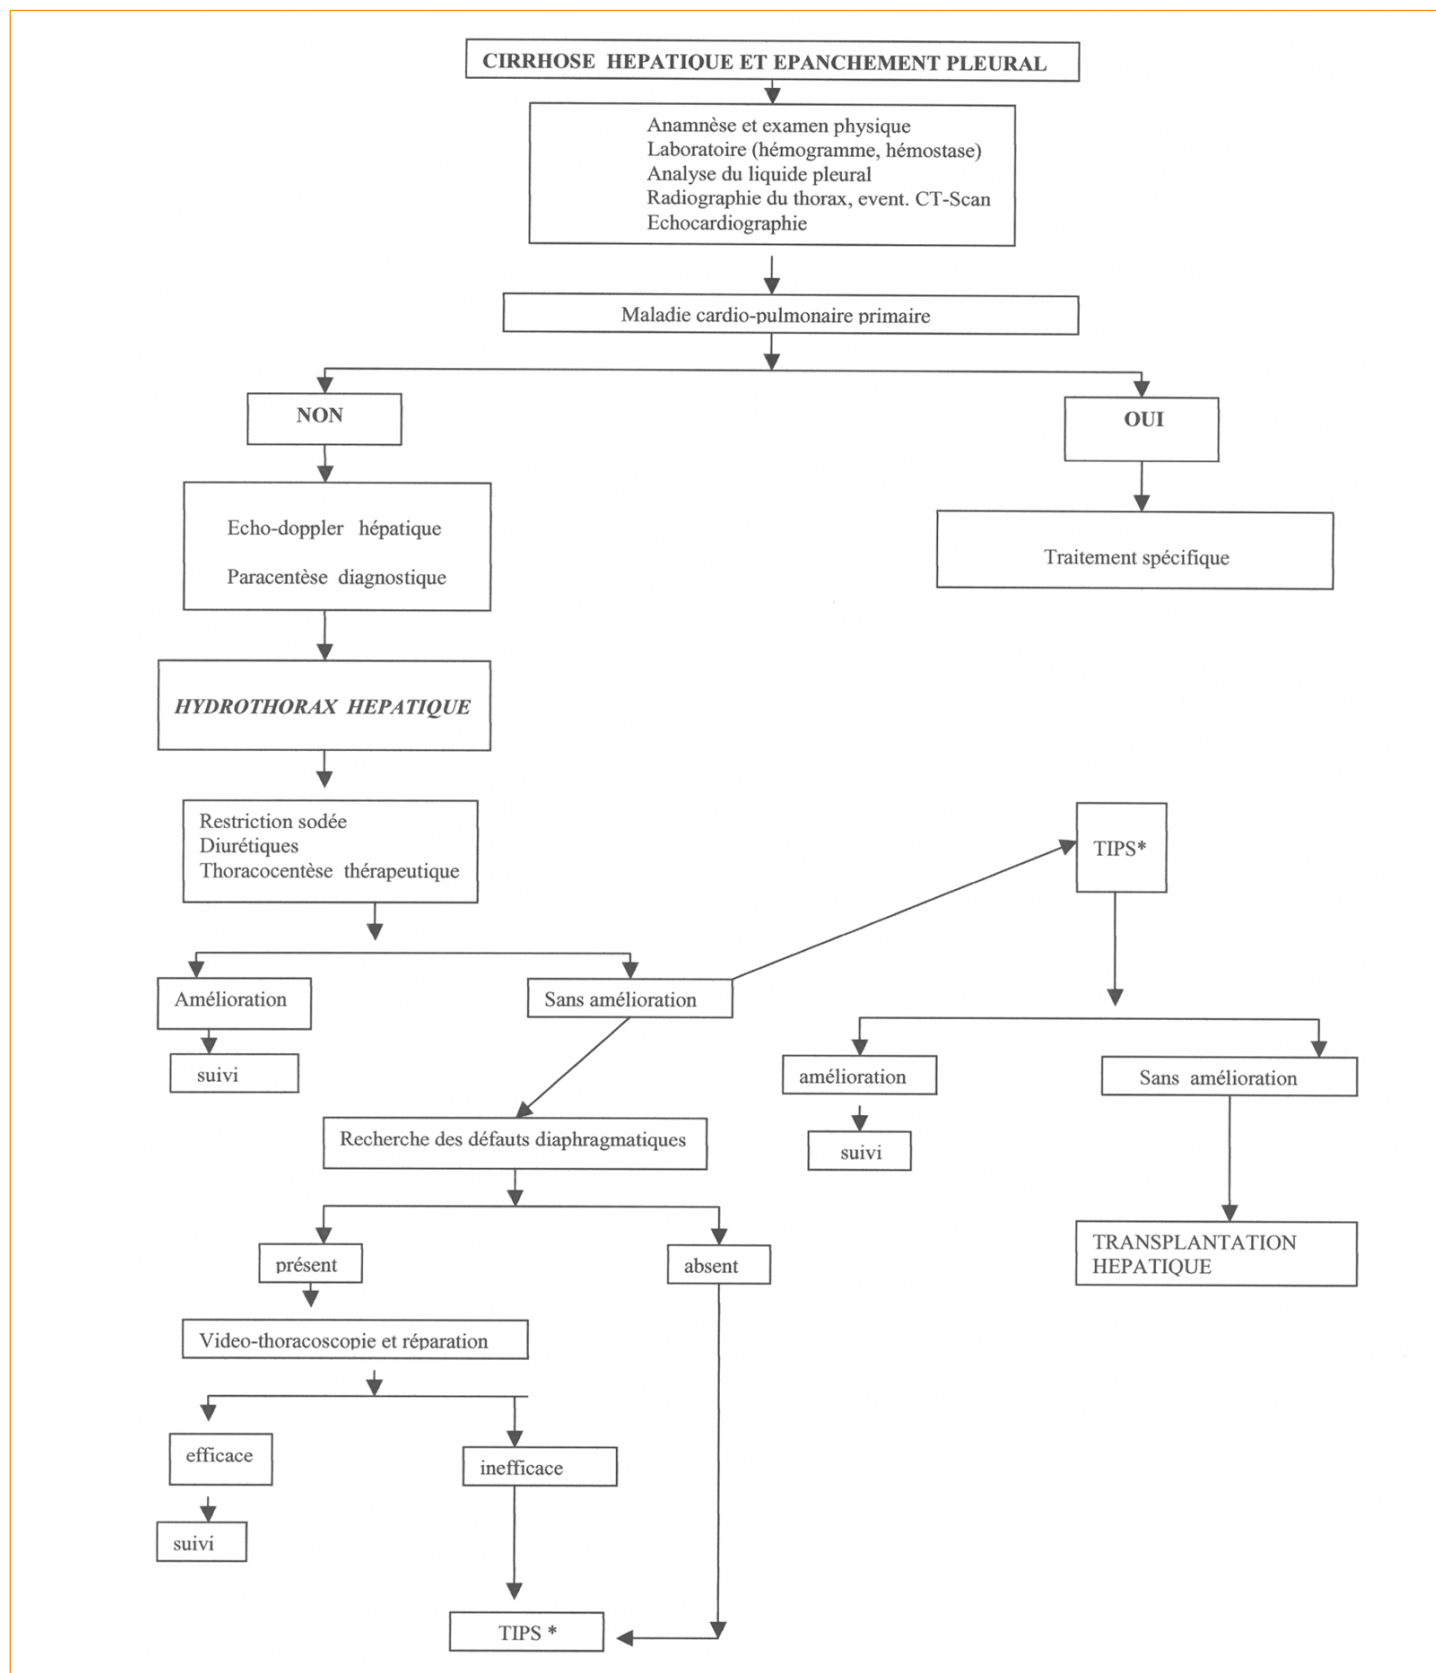 CIRRHOSE HEPATIQUE ET EPANCHEMENT PLEURAL
Anamnèse et examen physique
Laboratoire (hémogramme, hémostase)
Analyse du liquide pleural
Radiographie du thorax, event. CT-Scan
Echocardiographie
Maladie cardio-pulmonaire primaire
NON
OUI
Echo-doppler hépatique
Paracentèse diagnostique
Traitement spécifique
HYDROTHORAX HEPATIQUE
Restriction sodée
Diurétiques
Thoracocentèse thérapeutique
TIPS*
Amélioration
Sans amélioration
suivi
amélioration
Sans amélioration
suivi
Recherche des défauts diaphragmatiques
présent
absent
TRANSPLANTATION
HEPATIQUE
Video-thoracoscopie et réparation
efficace
inefficace
suivi
TIPS *